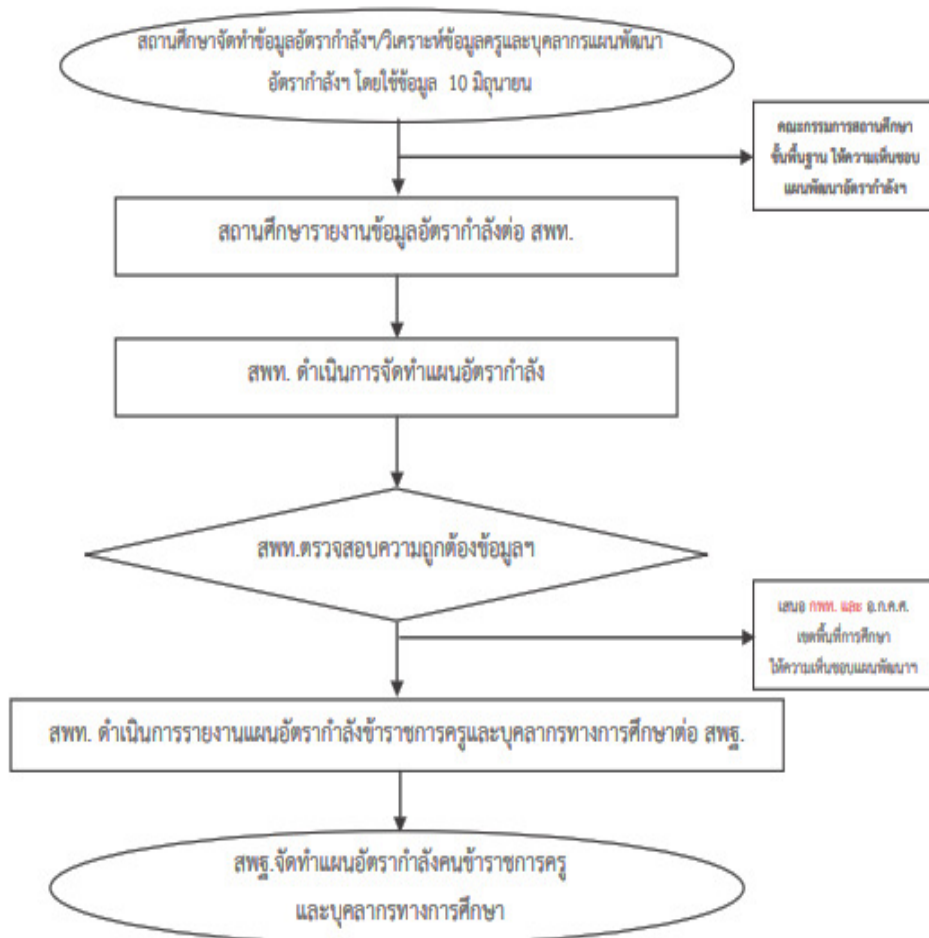 สถานศึกษาจัดทำข้อมูลอัตรากำลังฯ/วิเคราะห์ข้อมูลครูและบุคลากรแผนพัฒนา
อัตรากำลังฯ โดยใช้ข้อมูล 10 มิถุนายน
คณะกรรมการสถานศึกษา
ขั้นพื้นฐาน ให้ความเห็นชอบ
แผนพัฒนาอัตรากำลังฯ
สถานศึกษารายงานข้อมูลอัตรากำลังต่อ สพท.
สพท. ดำเนินการจัดทำแผนอัตรากำลัง
สพท.ตรวจสอบความถูกต้องข้อมูลฯ
เสนอ กพท. และ อ.ก.ค.ศ.
เขตพื้นที่การศึกษา
ให้ความเห็นชอบแผนพัฒนาฯ
สพท. ดำเนินการรายงานแผนอัตรากำลังข้าราชการครูและบุคลากรทางการศึกษาต่อ สพฐ.
สพฐ.จัดทำแผนอัตรากำลังคนข้าราชการครู
และบุคลากรทางการศึกษา